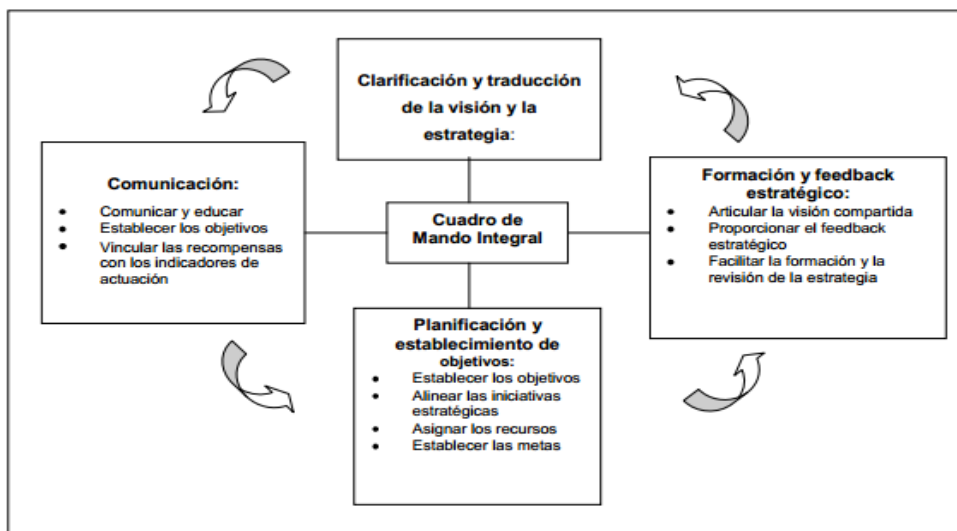 Clarificación y traducción
de la visión y la
estrategia:
Comunicación:
• Comunicar y educar
• Establecer los objetivos
• Vincular las recompensas
con los indicadores de
actuación
Cuadro de
Mando Integral
Formación y feedback
estratégico:
• Articular la visión compartida
• Proporcionar el feedback
estratégico
• Facilitar la formación y la
revisión de la estrategia
Planificación y
establecimiento de
objetivos:
• Establecer los objetivos
• Alinear las iniciativas
estratégicas
• Asignar los recursos
• Establecer las metas